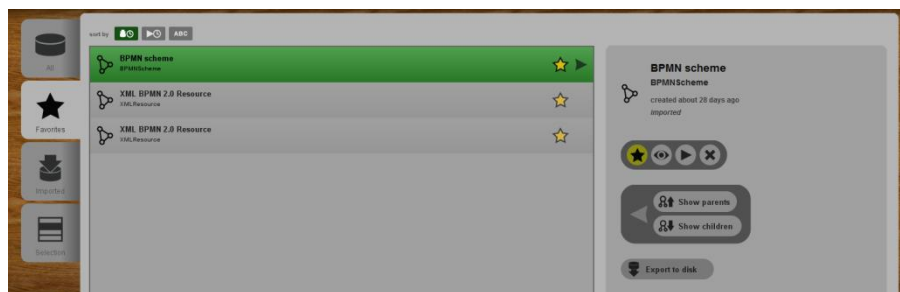 sort by ABC
All
Favorites
Imported
Selection
BPMN scheme
BPMNScheme
XML BPMN 2.0 Resource
XMLResource
XML BPMN 2.0 Resource
XMLResource
BPMN scheme
BPMNScheme
created about 28 days ago
imported
Show parents
Show children
Export to disk